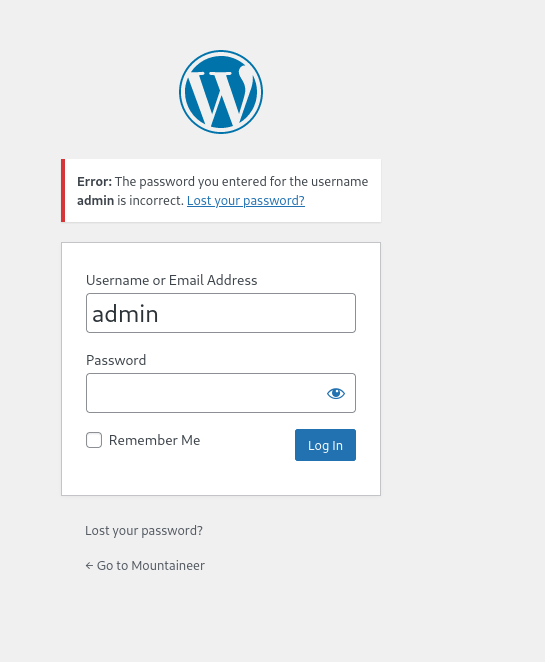 Error: The password you entered for the username
admin is incorrect. Lost your password?
Username or Email Address
admin
Password
Remember Me
Log In
Lost your password?
← Go to Mountaineer